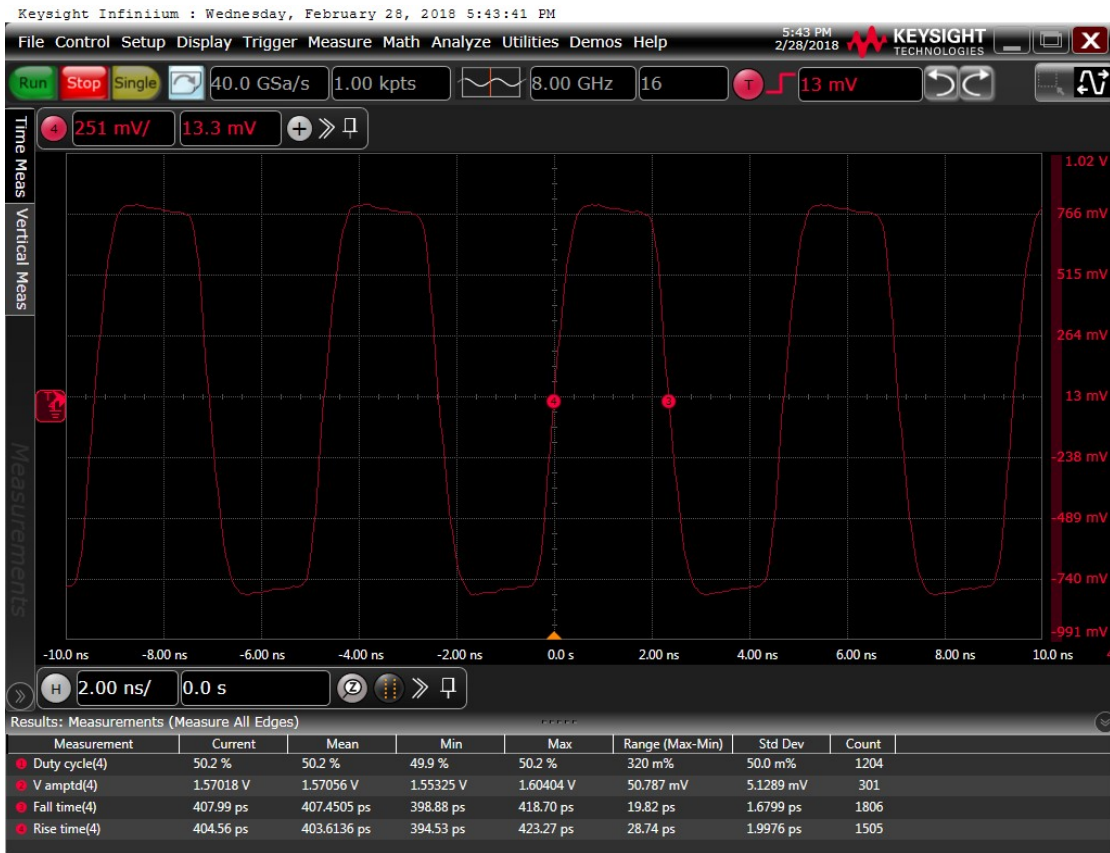 Keysight Infiniium : Wednesday, February 28, 2018 5:43:41 PM
File Control Setup Display Trigger Measure Math Analyze Utilities Demos Help 5:43 PM 2/28/2018 KEYSIGHT TECHNOLOGIES X
Run Stop Single 40.0 GSa/s 1.00 kpts 8.00 GHz 16 T 13 mV
Time Meas
Vertical Meas
Measurements
4 251 mV/ 13.3 mV
1.02 V
766 mV
515 mV
264 mV
T 4 3 13 mV
-238 mV
-489 mV
-740 mV
-991 mV
-10.0 ns -8.00 ns -6.00 ns -4.00 ns -2.00 ns 0.0 s 2.00 ns 4.00 ns 6.00 ns 8.00 ns 10.0 ns
H 2.00 ns/ 0.0 s Z
Results: Measurements (Measure All Edges)
Measurement Current Mean Min Max Range (Max-Min) Std Dev Count
1 Duty cycle(4) 50.2 % 50.2 % 49.9 % 50.2 % 320 m% 50.0 m% 1204
2 V amptd(4) 1.57018 V 1.57056 V 1.55325 V 1.60404 V 50.787 mV 5.1289 mV 301
3 Fall time(4) 407.99 ps 407.4505 ps 398.88 ps 418.70 ps 19.82 ps 1.6799 ps 1806
4 Rise time(4) 404.56 ps 403.6136 ps 394.53 ps 423.27 ps 28.74 ps 1.9976 ps 1505